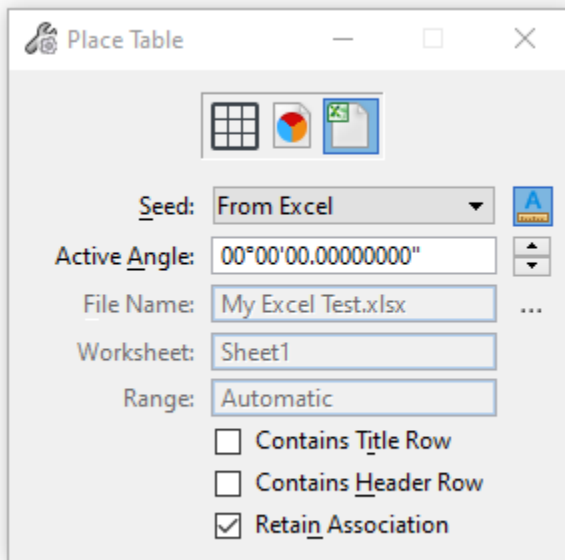 Place Table
Seed: From Excel
Active Angle: 00°00'00.00000000"
File Name: My Excel Test.xlsx ...
Worksheet: Sheet1
Range: Automatic
Contains Title Row
Contains Header Row
Retain Association